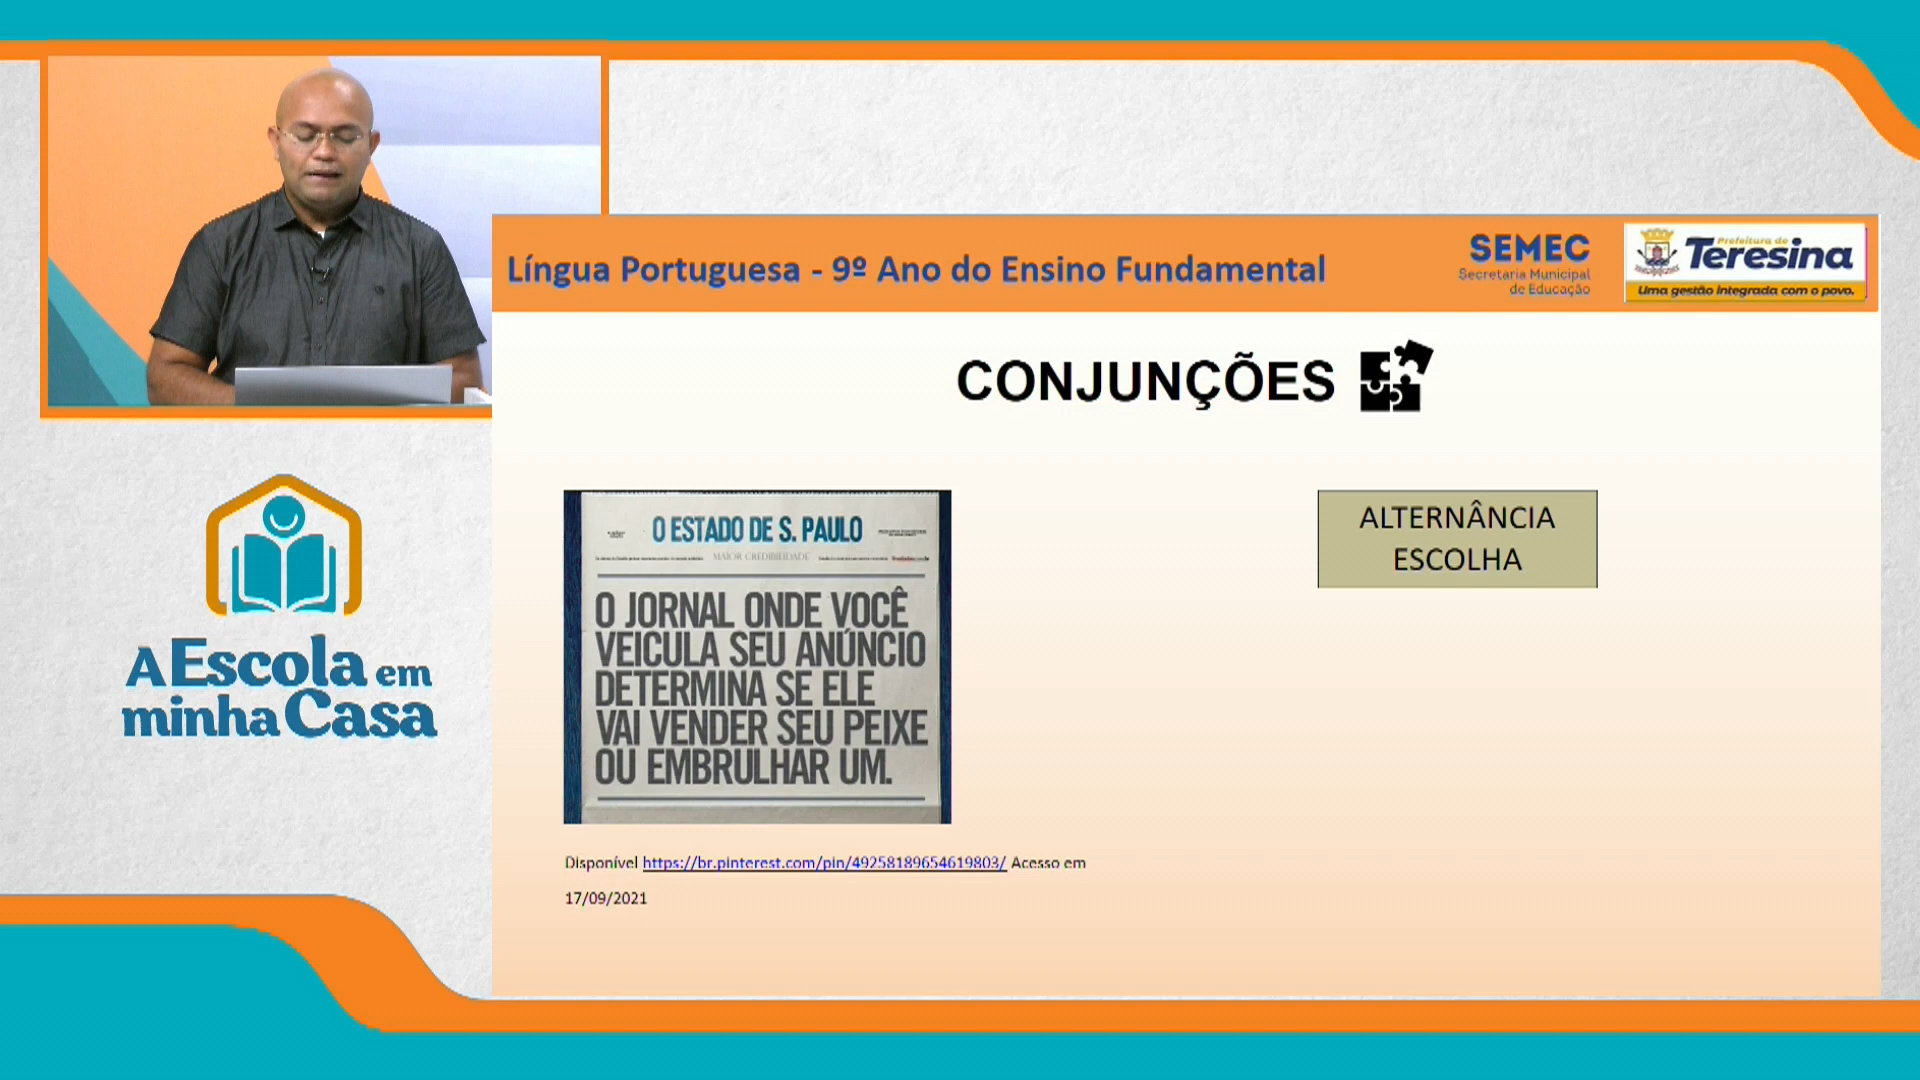 Língua Portuguesa - 9º Ano do Ensino Fundamental
SEMEC
Secretaria Municipal
de Educação
Prefeitura de
Teresina
Uma gestão integrada com o povo.
CONJUNÇÕES
O ESTADO DE S. PAULO
MAIOR CREDIBILIDADE
O JORNAL ONDE VOCÊ
VEICULA SEU ANÚNCIO
DETERMINA SE ELE
VAI VENDER SEU PEIXE
OU EMBRULHAR UM.
ALTERNÂNCIA
ESCOLHA
Disponível https://br.pinterest.com/pin/49258189654619803/ Acesso em
17/09/2021
A Escola em
minha Casa